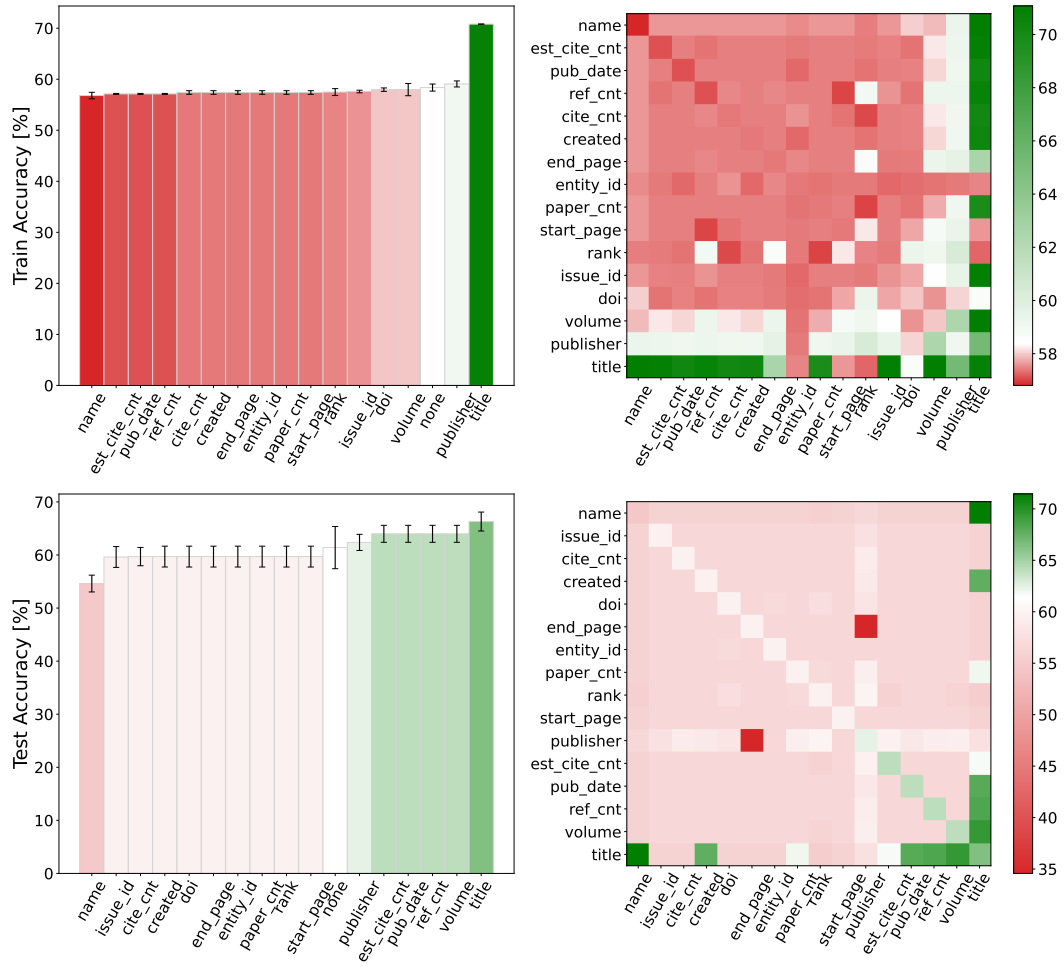 Train Accuracy [%]
70
60
50
40
30
20
10
0
name
est_cite_cnt
pub_date
ref_cnt
cite_cnt
created
end_page
entity_id
paper_cnt
start_page
rank
issue_id
doi
volume
none
publisher
title
name
est_cite_cnt
pub_date
ref_cnt
cite_cnt
created
end_page
entity_id
paper_cnt
start_page
rank
issue_id
doi
volume
publisher
title
name
est_cite_cnt
pub_date
ref_cnt
cite_cnt
created
end_page
entity_id
paper_cnt
start_page
rank
issue_id
doi
volume
publisher
title
70
68
66
64
62
60
58
Test Accuracy [%]
70
60
50
40
30
20
10
0
name
issue_id
cite_cnt
created
doi
end_page
entity_id
paper_cnt
rank
start_page
none
publisher
est_cite_cnt
pub_date
ref_cnt
volume
title
name
issue_id
cite_cnt
created
doi
end_page
entity_id
paper_cnt
rank
start_page
publisher
est_cite_cnt
pub_date
ref_cnt
volume
title
name
issue_id
cite_cnt
created
doi
end_page
entity_id
paper_cnt
rank
start_page
publisher
est_cite_cnt
pub_date
ref_cnt
volume
title
70
65
60
55
50
45
40
35